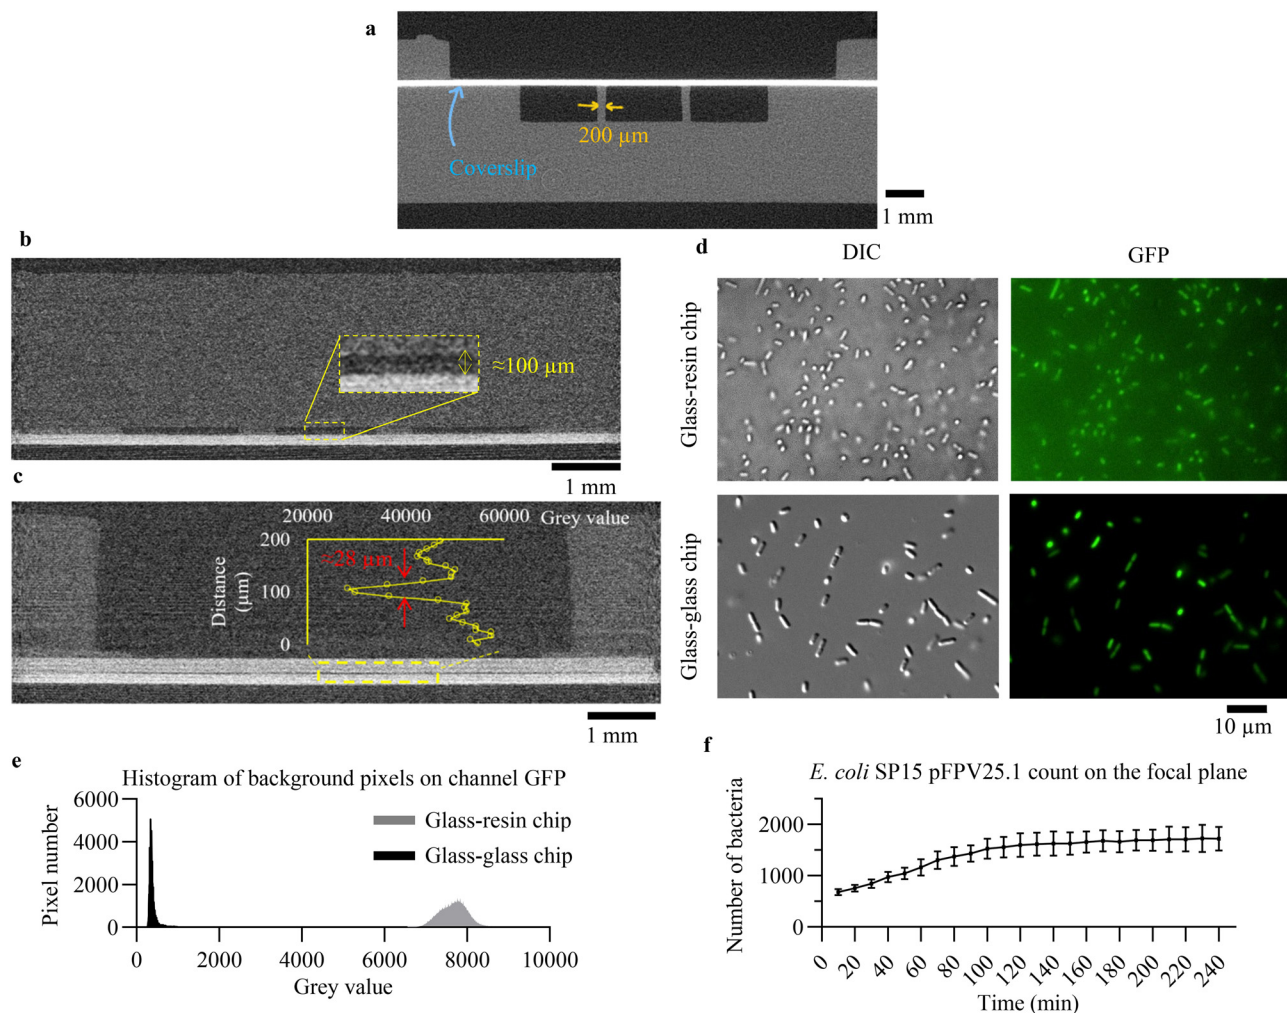 a
200 µm
Coverslip
1 mm
b
≈100 µm
1 mm
c
20000 40000 60000 Grey value
200
100
0
Distance
(µm)
≈28 µm
1 mm
d
DIC GFP
Glass-resin chip
Glass-glass chip
10 µm
e
Histogram of background pixels on channel GFP
Pixel number
6000
4000
2000
0
Glass-resin chip
Glass-glass chip
0 2000 4000 6000 8000 10000
Grey value
f
E. coli SP15 pFPV25.1 count on the focal plane
Number of bacteria
2000
1000
0
0 20 40 60 80 100 120 140 160 180 200 220 240
Time (min)